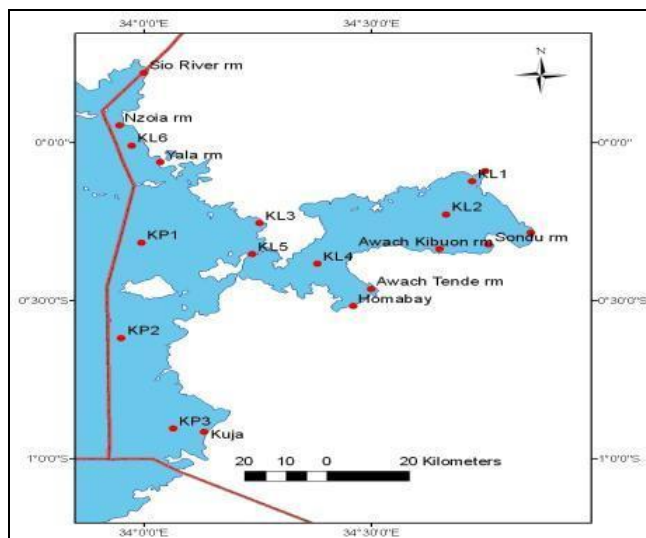 34°0'0"E 34°30'0"E
N
Sio River rm
Nzoia rm
0°0'0" 0°0'0"
KL6
Yala rm
KL1
KL2
KL3
KP1
KL5
KL4
Awach Kibuon rm
Sondu rm
Awach Tende rm
Homabay
0°30'0"S 0°30'0"S
KP2
KP3
Kuja
20 10 0 20 Kilometers
1°0'0"S 1°0'0"S
34°0'0"E 34°30'0"E